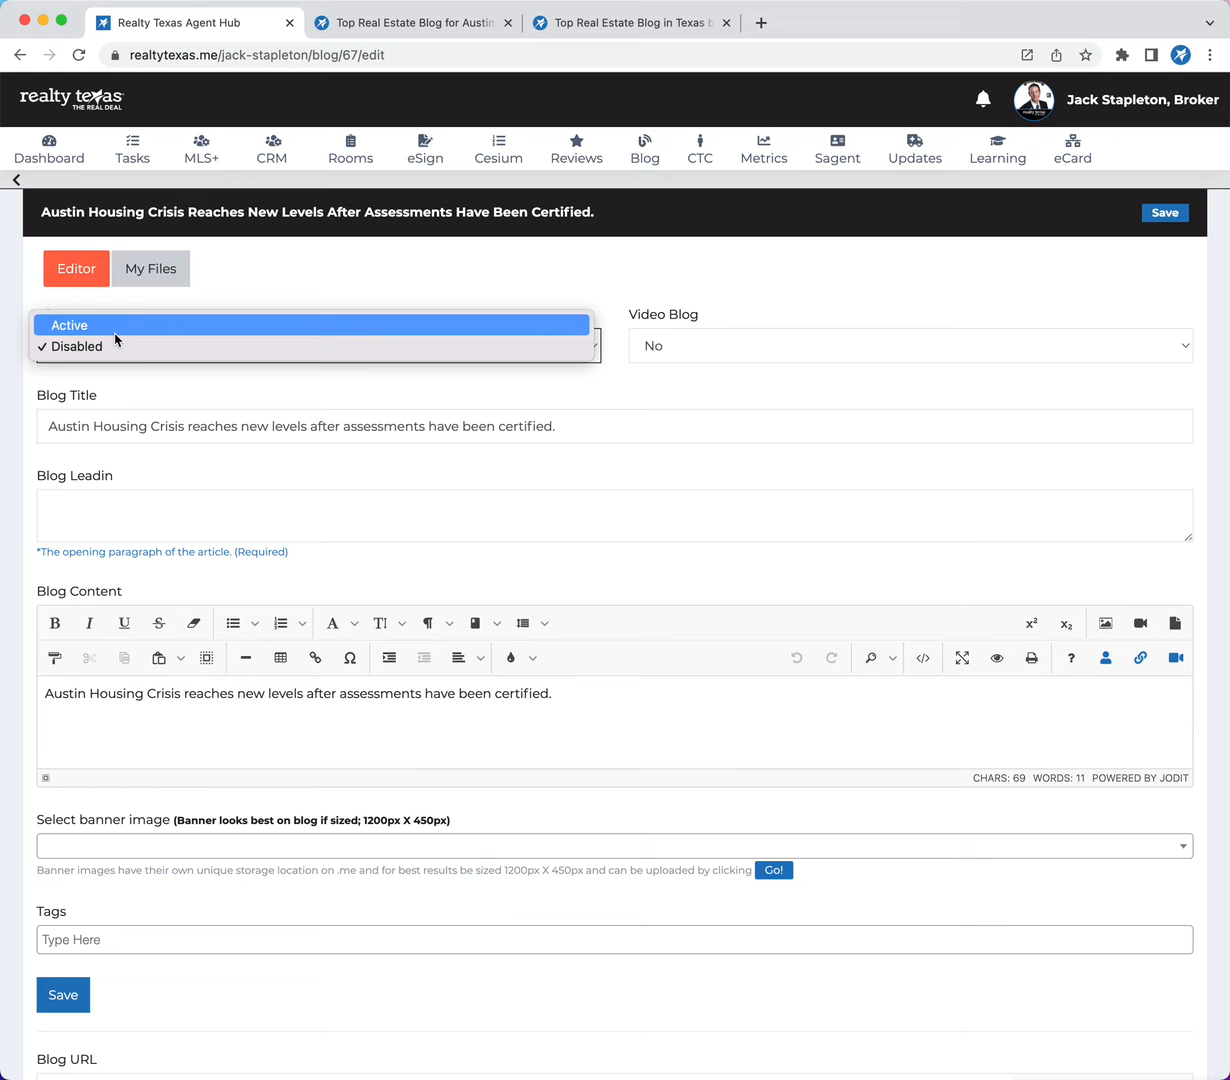 Realty Texas Agent Hub
Top Real Estate Blog for Austin
Top Real Estate Blog in Texas b
realtytexas.me/jack-stapleton/blog/67/edit
realty texas
THE REAL DEAL
Jack Stapleton, Broker
Dashboard Tasks MLS+ CRM Rooms eSign Cesium Reviews Blog CTC Metrics Sagent Updates Learning eCard
Austin Housing Crisis Reaches New Levels After Assessments Have Been Certified.
Save
Editor
My Files
Active
✓ Disabled
Video Blog
No
Blog Title
Austin Housing Crisis reaches new levels after assessments have been certified.
Blog Leadin
*The opening paragraph of the article. (Required)
Blog Content
Austin Housing Crisis reaches new levels after assessments have been certified.
CHARS: 69 WORDS: 11 POWERED BY JODIT
Select banner image (Banner looks best on blog if sized; 1200px X 450px)
Banner images have their own unique storage location on .me and for best results be sized 1200px X 450px and can be uploaded by clicking Go!
Tags
Type Here
Save
Blog URL